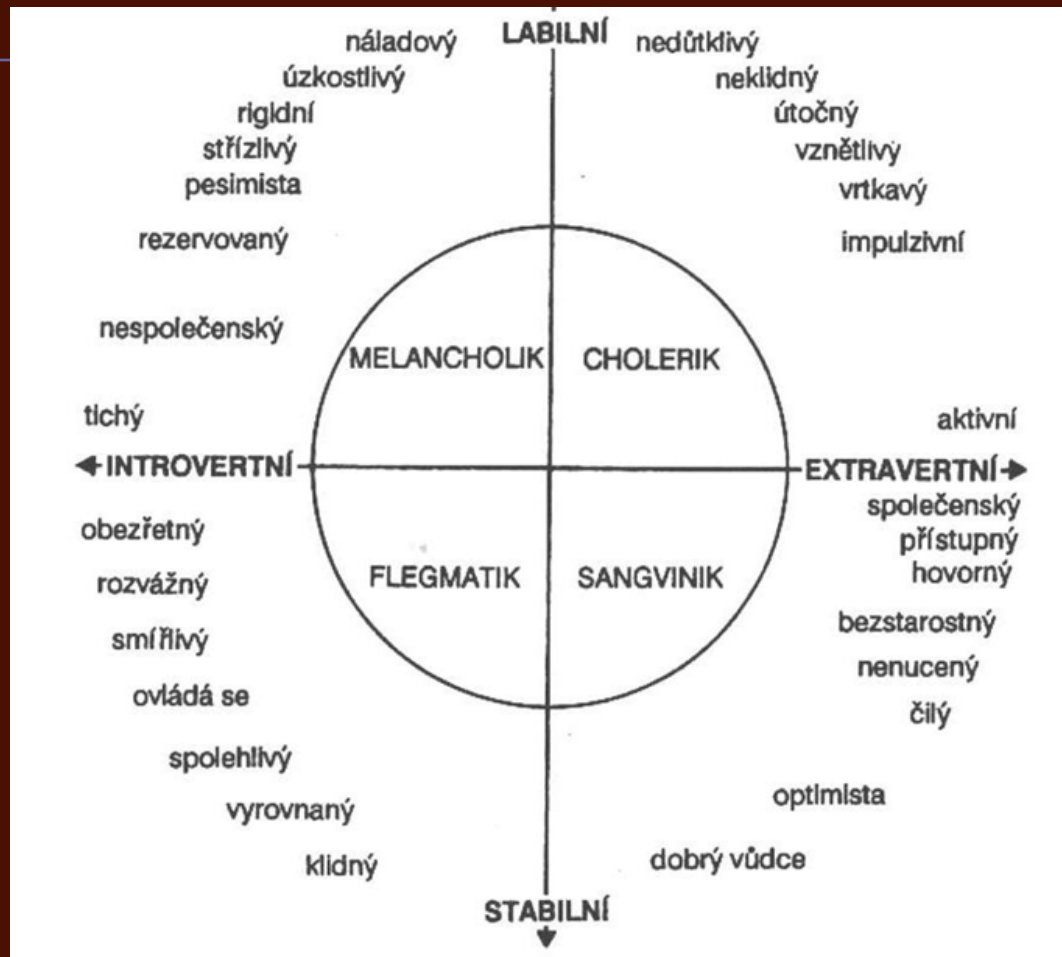 LABILNÍ
náladový
úzkostlivý
rigidní
střízlivý
pesimista
rezervovaný
nespolečenský
tichý
nedůtklivý
neklidný
útočný
vznětlivý
vrtkavý
impulzivní
aktivní
MELANCHOLIK
CHOLERIK
INTROVERTNÍ
EXTRAVERTNÍ
FLEGMATIK
SANGVINIK
obezřetný
rozvážný
smířlivý
ovládá se
spolehlivý
vyrovnaný
klidný
společenský
přístupný
hovorný
bezstarostný
nenucený
čilý
optimista
dobrý vůdce
STABILNÍ